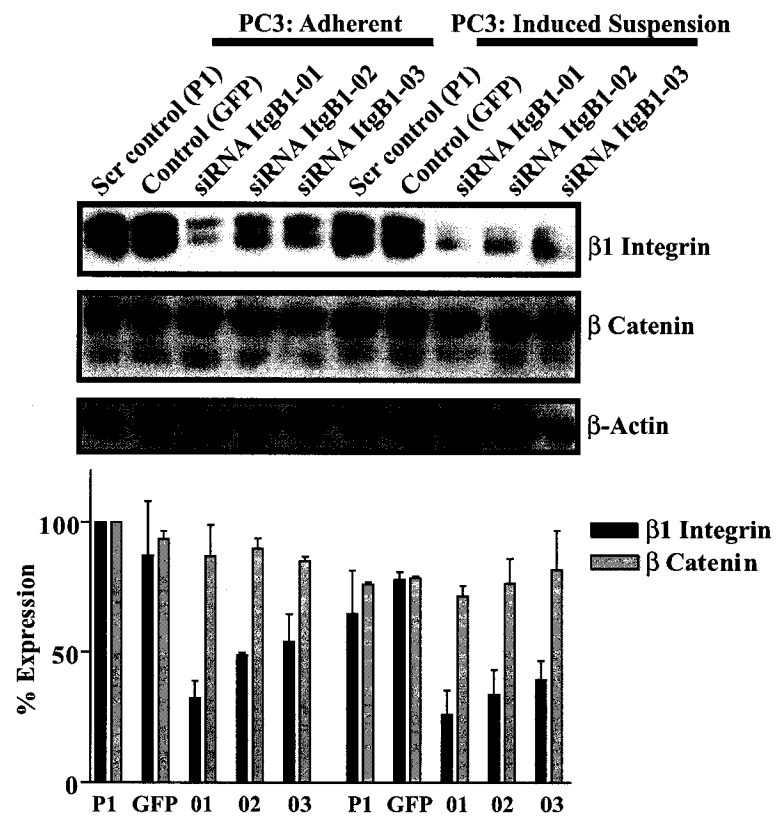 PC3: Adherent PC3: Induced Suspension
Scr control (P1)
Control (GFP)
siRNA ItgB1-01
siRNA ItgB1-02
siRNA ItgB1-03
Scr control (P1)
Control (GFP)
siRNA ItgB1-01
siRNA ItgB1-02
siRNA ItgB1-03
β1 Integrin
β Catenin
β-Actin
100
50
0
% Expression
β1 Integrin
β Catenin
P1 GFP 01 02 03 P1 GFP 01 02 03